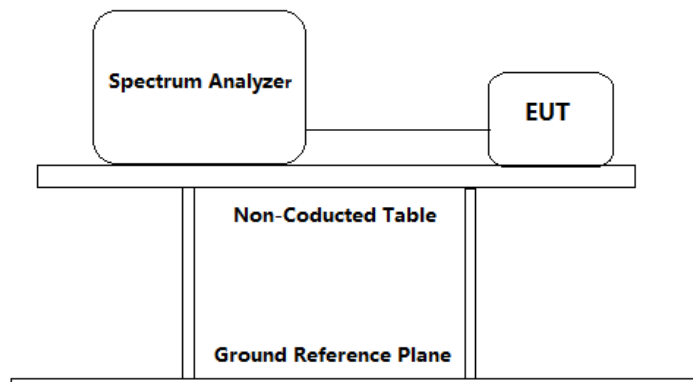 Spectrum Analyzer
EUT
Non-Coducted Table
Ground Reference Plane